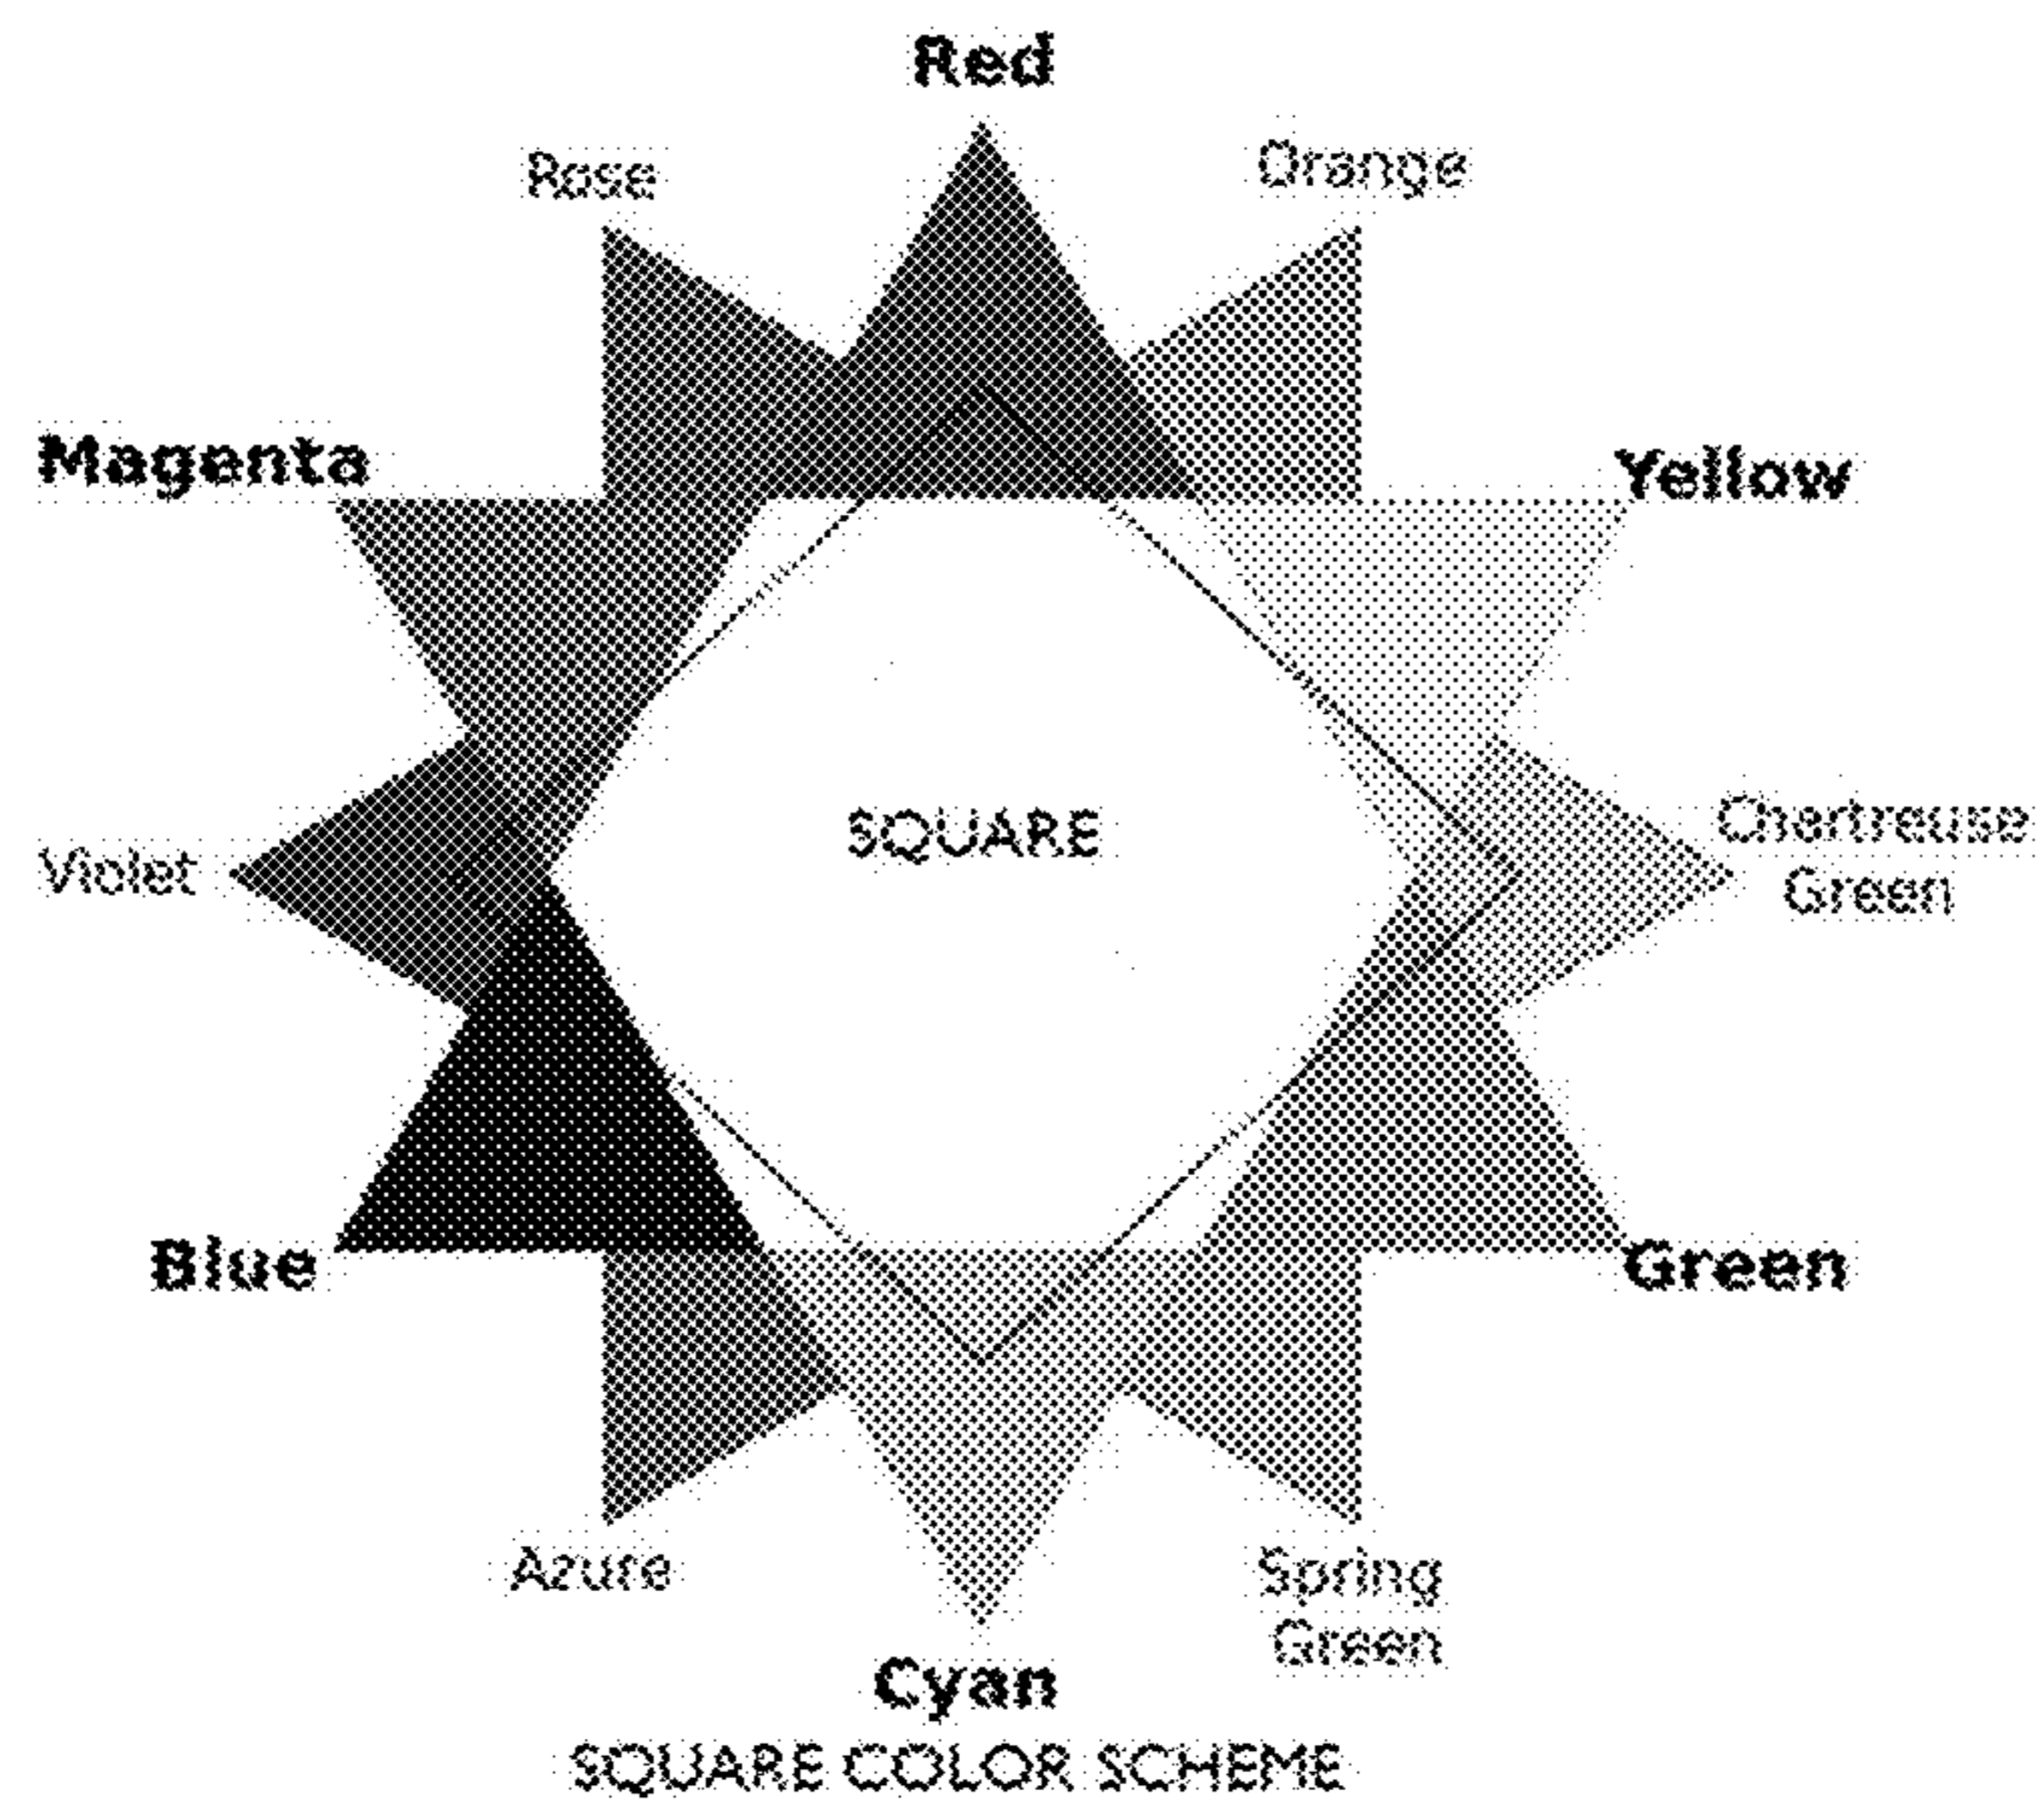 Red
Rose
Orange
Magenta
Yellow
SQUARE
Violet
Chartreuse
Green
Blue
Green
Azure
Spring
Green
Cyan
SQUARE COLOR SCHEME